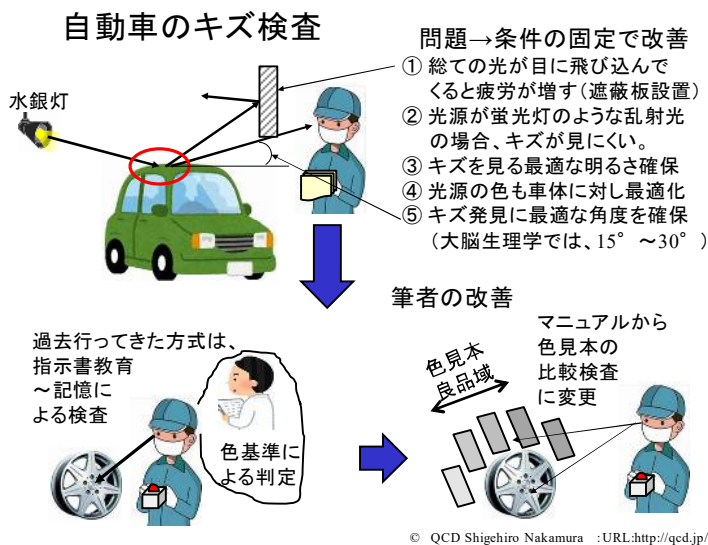 自動車のキズ検査
水銀灯
問題→条件の固定で改善
① 総ての光が目に飛び込んで
くると疲労が増す(遮蔽板設置)
② 光源が蛍光灯のような乱射光
の場合、キズが見にくい。
③ キズを見る最適な明るさ確保
④ 光源の色も車体に対し最適化
⑤ キズ発見に最適な角度を確保
(大脳生理学では、15°~30°)
筆者の改善
過去行ってきた方式は、
指示書教育
~記憶に
よる検査
色基準に
よる判定
色見本
良品域
マニュアルから
色見本の
比較検査
に変更
© QCD Shigehiro Nakamura :URL:http://qcd.jp/